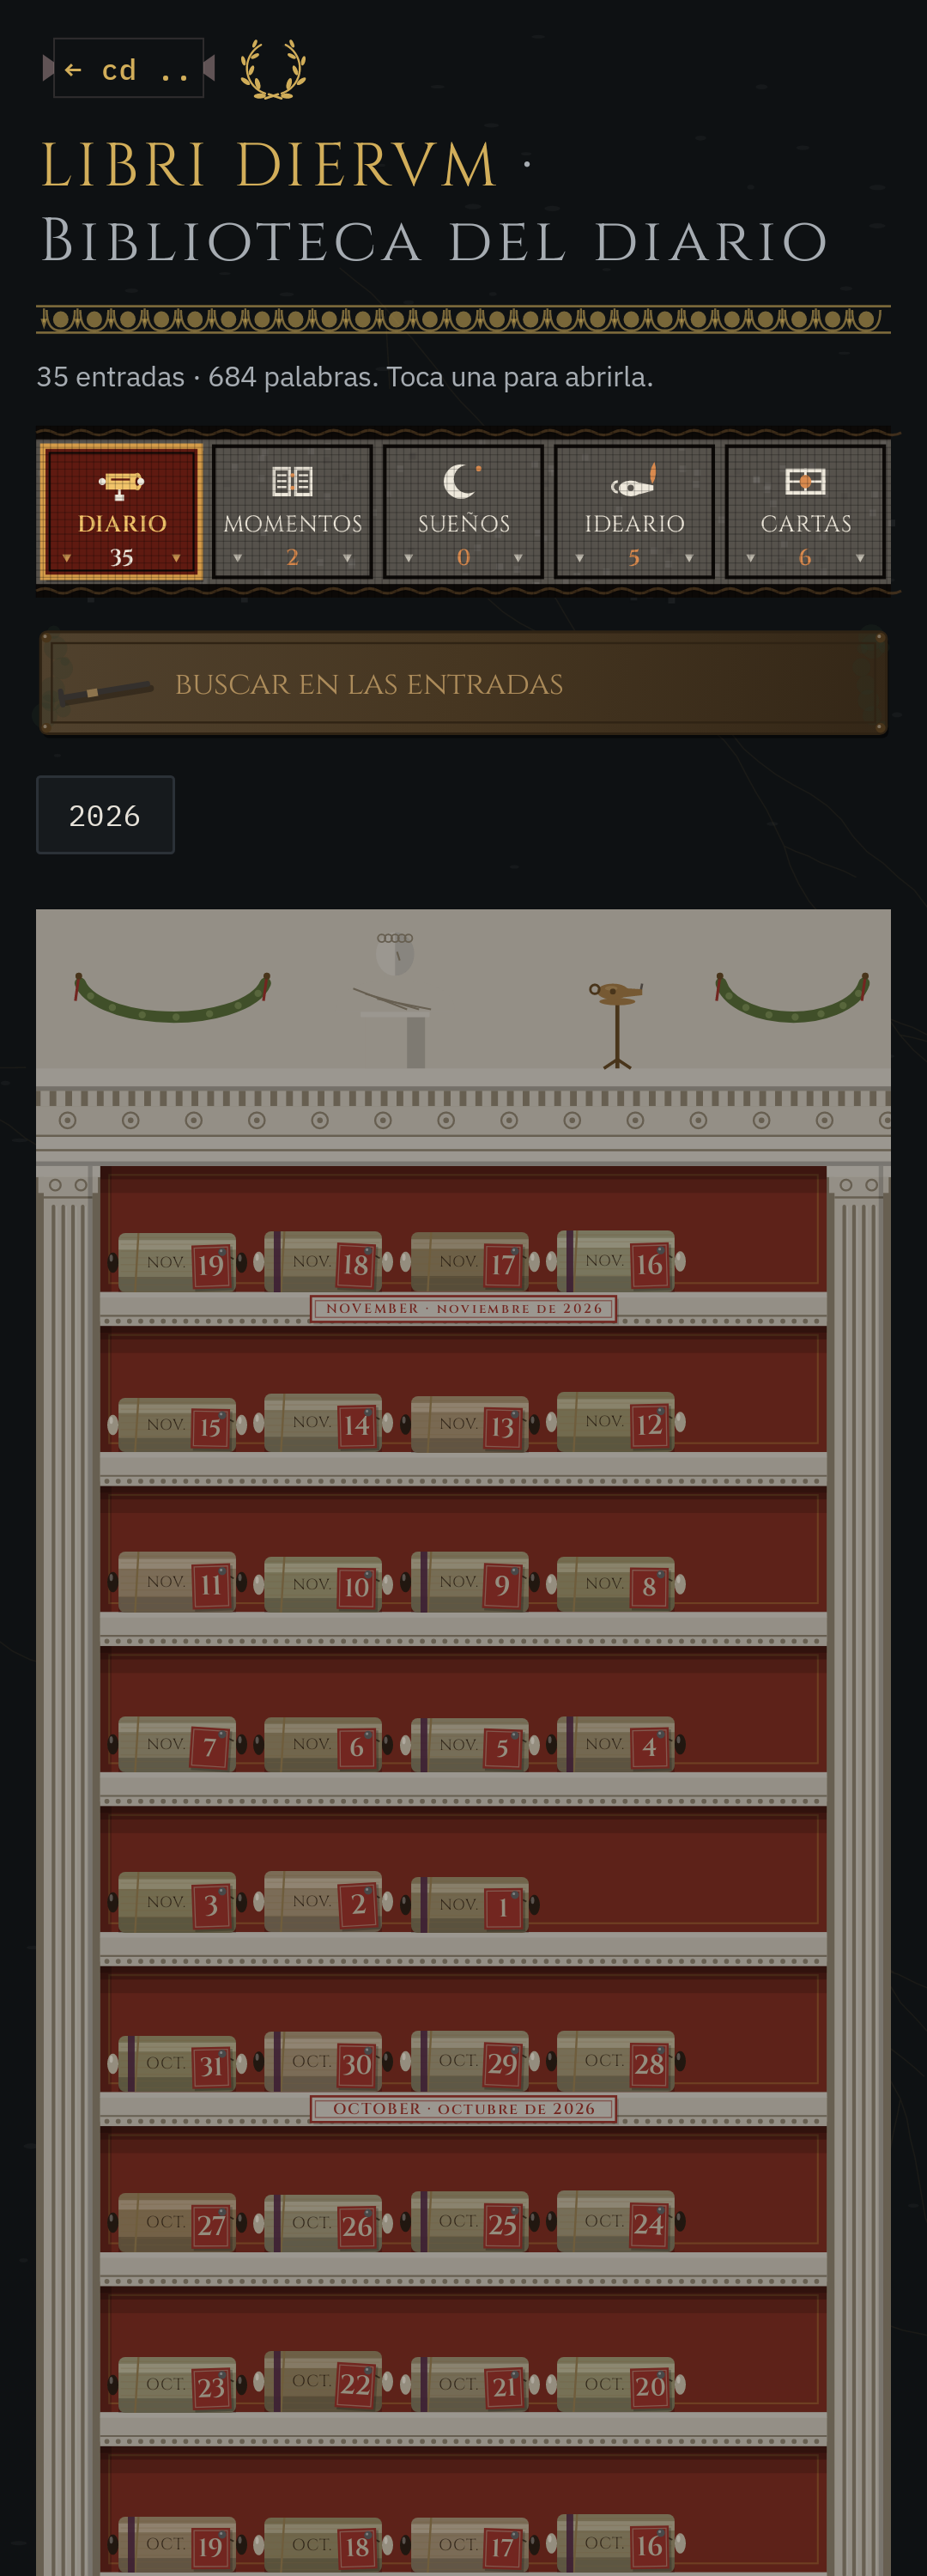 ← cd ..
LIBRI DIERVM ·
BIBLIOTECA DEL DIARIO
35 entradas · 684 palabras. Toca una para abrirla.
DIARIO MOMENTOS SUEÑOS IDEARIO CARTAS
35 2 0 5 6
BUSCAR EN LAS ENTRADAS
2026
NOV. 19 NOV. 18 NOV. 17 NOV. 16
NOVEMBER · NOVIEMBRE DE 2026
NOV. 15 NOV. 14 NOV. 13 NOV. 12
NOV. 11 NOV. 10 NOV. 9 NOV. 8
NOV. 7 NOV. 6 NOV. 5 NOV. 4
NOV. 3 NOV. 2 NOV. 1
OCT. 31 OCT. 30 OCT. 29 OCT. 28
OCTOBER · OCTUBRE DE 2026
OCT. 27 OCT. 26 OCT. 25 OCT. 24
OCT. 23 OCT. 22 OCT. 21 OCT. 20
OCT. 19 OCT. 18 OCT. 17 OCT. 16